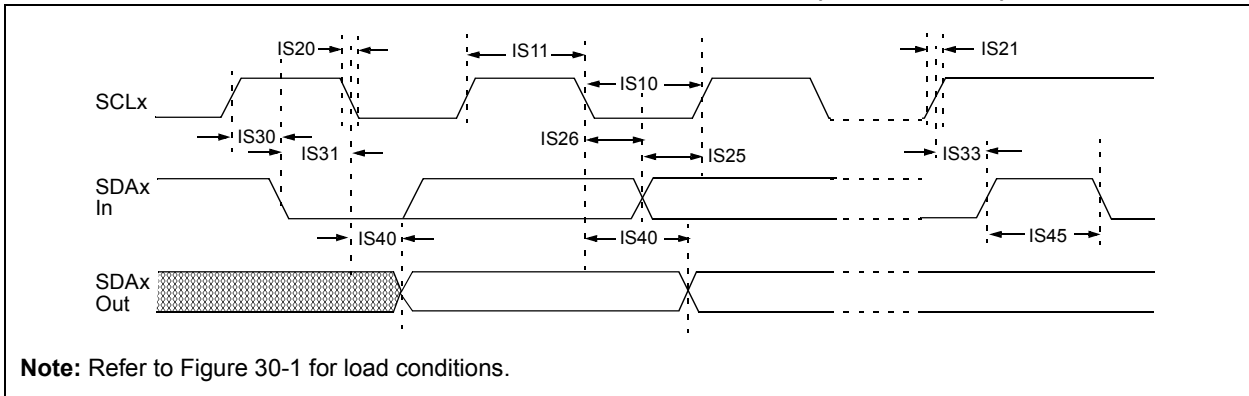 IS20
IS11
IS21
IS10
SCLx
IS30
IS26
IS31
IS25
IS33
SDAx
In
IS40
IS40
IS45
SDAx
Out
Note: Refer to Figure 30-1 for load conditions.